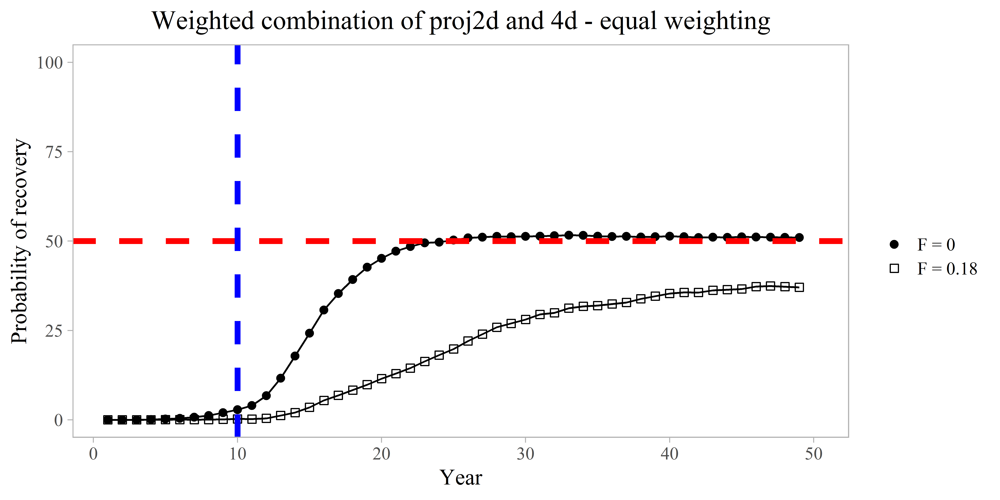 Weighted combination of proj2d and 4d - equal weighting
Probability of recovery
100
75
50
25
0
0 10 20 30 40 50
Year
F = 0
F = 0.18